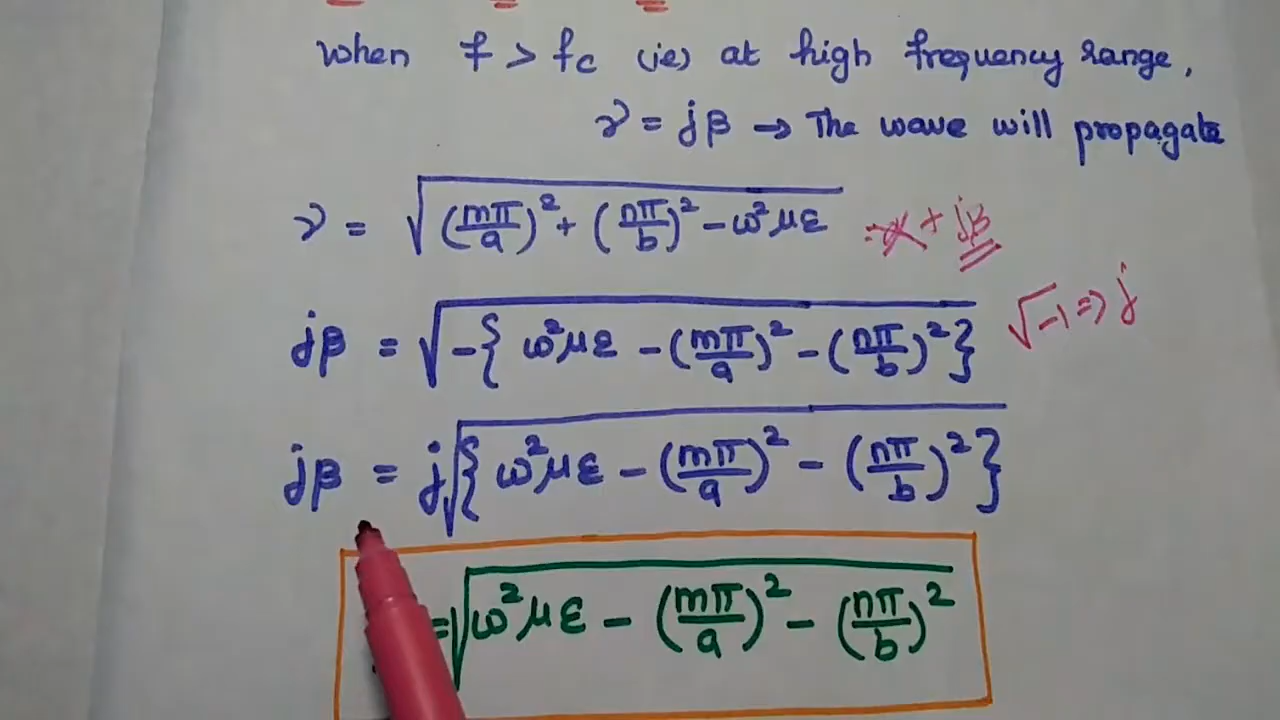 when f > fc (ie) at high frequency range,
γ = jβ → The wave will propagate
γ = √(mπ/a)² + (nπ/b)² - ω²με = α + jβ
jβ = √-{ω²με - (mπ/a)² - (nπ/b)²} √-1 ⇒ j
jβ = j√{ω²με - (mπ/a)² - (nπ/b)²}
= √ω²με - (mπ/a)² - (nπ/b)²